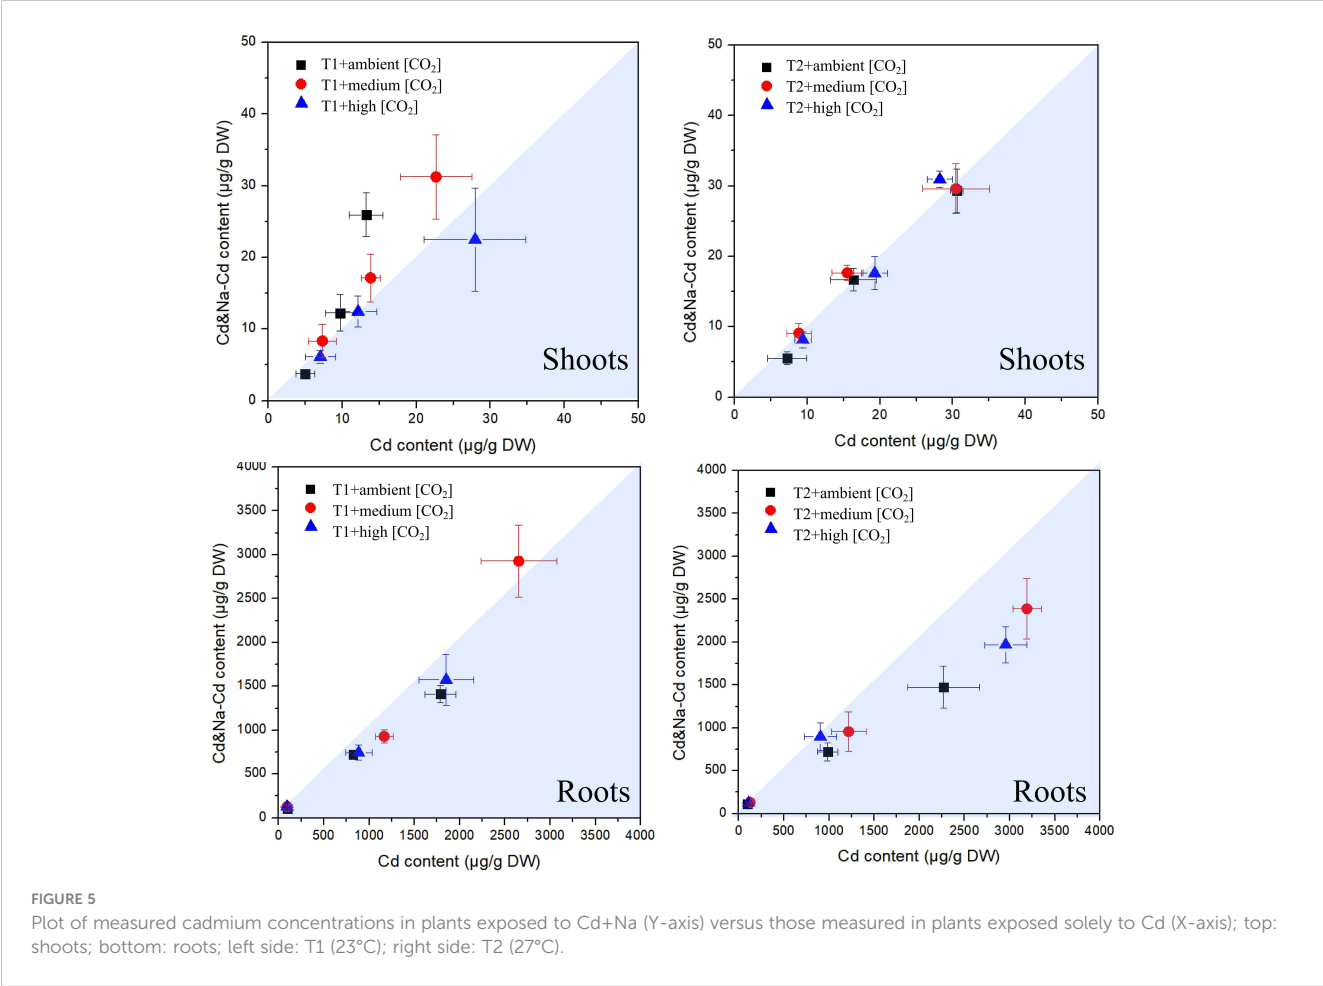 50
40
30
20
10
0
Cd&Na-Cd content (µg/g DW)
T1+ambient [CO₂]
T1+medium [CO₂]
T1+high [CO₂]
Shoots
0 10 20 30 40 50
Cd content (µg/g DW)
50
40
30
20
10
0
Cd&Na-Cd content (µg/g DW)
T2+ambient [CO₂]
T2+medium [CO₂]
T2+high [CO₂]
Shoots
0 10 20 30 40 50
Cd content (µg/g DW)
4000
3500
3000
2500
2000
1500
1000
500
0
Cd&Na-Cd content (µg/g DW)
T1+ambient [CO₂]
T1+medium [CO₂]
T1+high [CO₂]
Roots
0 500 1000 1500 2000 2500 3000 3500 4000
Cd content (µg/g DW)
4000
3500
3000
2500
2000
1500
1000
500
0
Cd&Na-Cd content (µg/g DW)
T2+ambient [CO₂]
T2+medium [CO₂]
T2+high [CO₂]
Roots
0 500 1000 1500 2000 2500 3000 3500 4000
Cd content (µg/g DW)
FIGURE 5
Plot of measured cadmium concentrations in plants exposed to Cd+Na (Y-axis) versus those measured in plants exposed solely to Cd (X-axis); top:
shoots; bottom: roots; left side: T1 (23°C); right side: T2 (27°C).